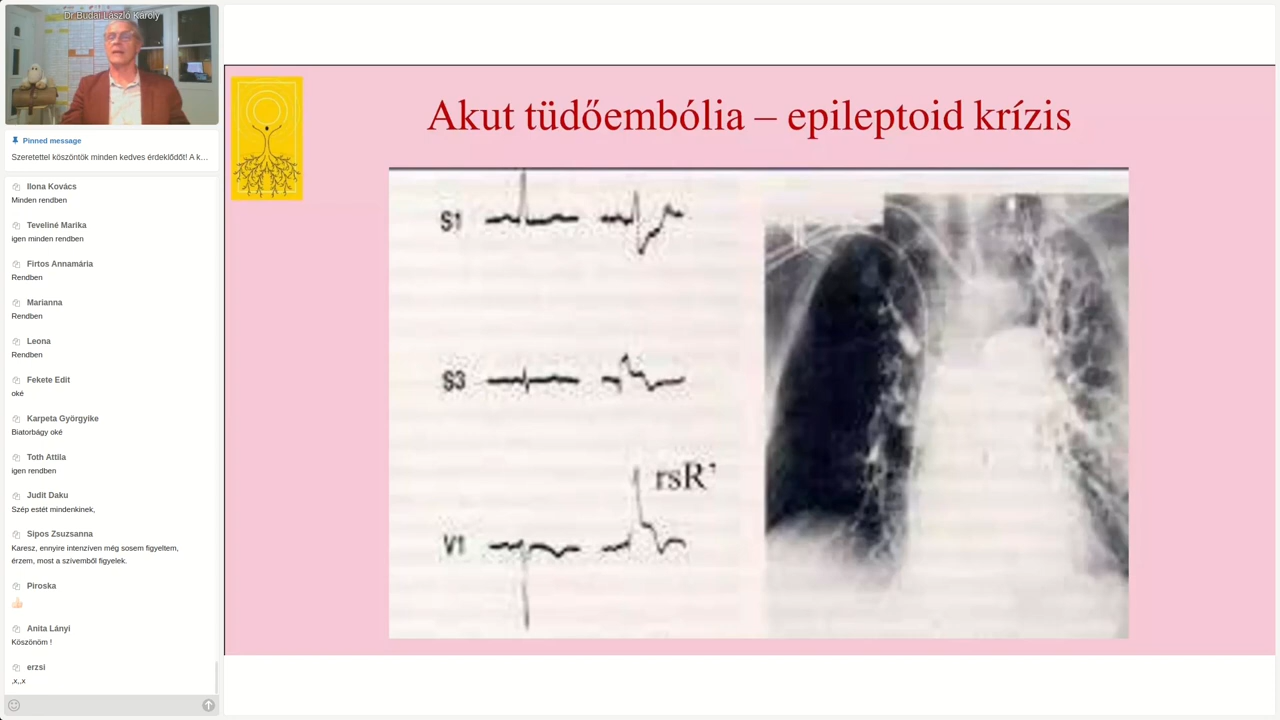 Dr Budai László Károly
Pinned message
Szeretettel köszöntök minden kedves érdeklődőt! A k...
Ilona Kovács
Minden rendben
Teveliné Marika
igen minden rendben
Firtos Annamária
Rendben
Marianna
Rendben
Leona
Rendben
Fekete Edit
oké
Karpeta Györgyike
Biatorbágy oké
Toth Attila
igen rendben
Judit Daku
Szép estét mindenkinek,
Sipos Zsuzsanna
Karesz, ennyire intenzíven még sosem figyeltem,
érzem, most a szívemből figyelek.
Piroska
👍🏻
Anita Lányi
Köszönöm !
erzsi
,x,,x
Akut tüdőembólia – epileptoid krízis
S1
S3
rsR’
V1